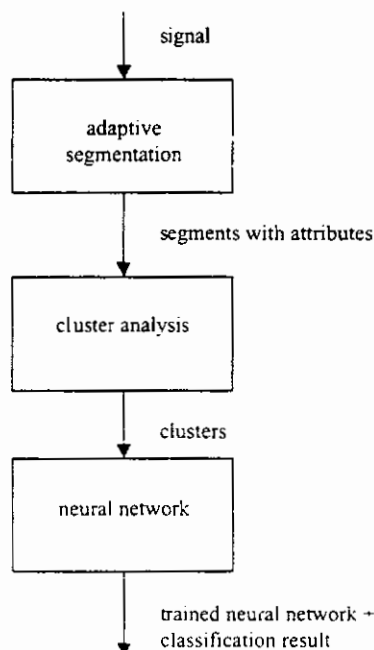 signal
adaptive
segmentation
segments with attributes
cluster analysis
clusters
neural network
trained neural network +
classification result